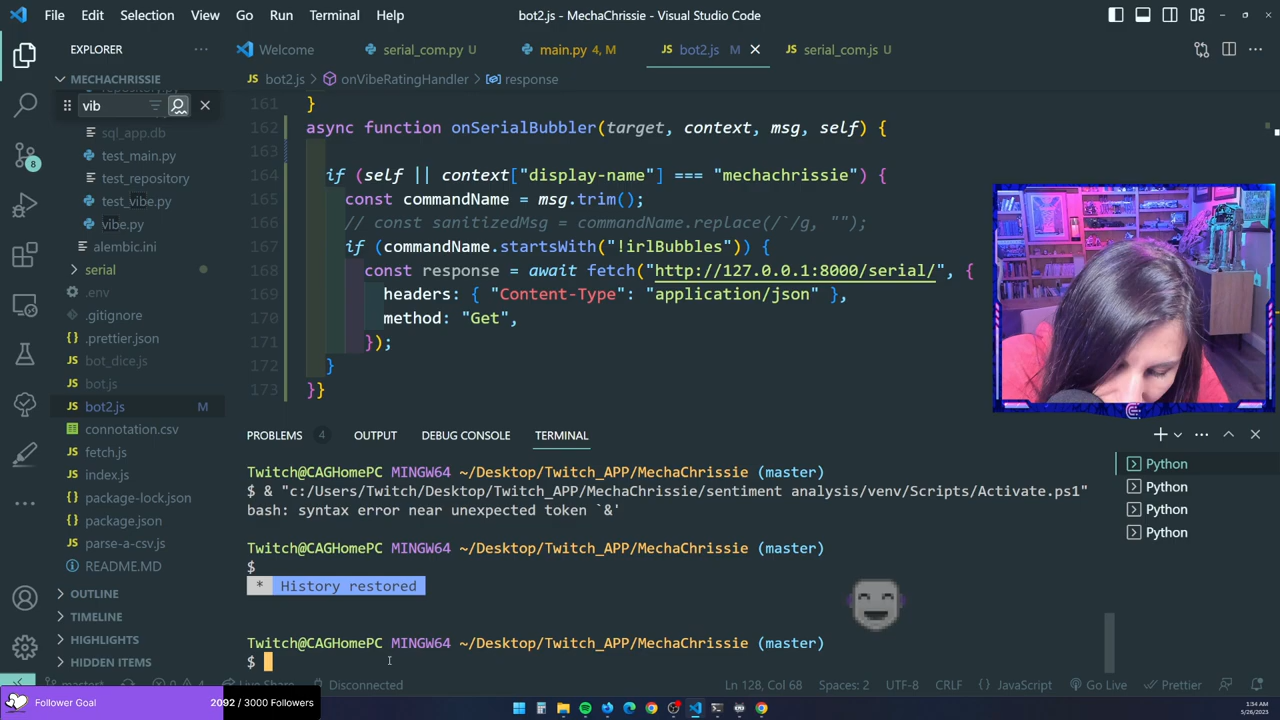 File Edit Selection View Go Run Terminal Help
bot2.js - MechaChrissie - Visual Studio Code
EXPLORER
Welcome
serial_com.py U
main.py 4, M
bot2.js M
serial_com.js U
MECHACHRISSIE
bot2.js > onVibeRatingHandler > response
vib
sql_app.db
test_main.py
test_repository
test_vibe.py
vibe.py
alembic.ini
serial
.env
.gitignore
.prettier.json
bot_dice.js
bot.js
bot2.js M
connotation.csv
fetch.js
index.js
package-lock.json
package.json
parse-a-csv.js
README.MD
OUTLINE
TIMELINE
HIGHLIGHTS
HIDDEN ITEMS
8
161 }
162 async function onSerialBubbler(target, context, msg, self) {
163
164 if (self || context["display-name"] === "mechachrissie") {
165 const commandName = msg.trim();
166 // const sanitizedMsg = commandName.replace(/`/g, "");
167 if (commandName.startsWith("!irlBubbles")) {
168 const response = await fetch("http://127.0.0.1:8000/serial/", {
169 headers: { "Content-Type": "application/json" },
170 method: "Get",
171 });
172 }
173 }}
PROBLEMS 4 OUTPUT DEBUG CONSOLE TERMINAL
Twitch@CAGHomePC MINGW64 ~/Desktop/Twitch_APP/MechaChrissie (master)
$ & "c:/Users/Twitch/Desktop/Twitch_APP/MechaChrissie/sentiment analysis/venv/Scripts/Activate.ps1"
bash: syntax error near unexpected token `&'
Twitch@CAGHomePC MINGW64 ~/Desktop/Twitch_APP/MechaChrissie (master)
$
* History restored
Twitch@CAGHomePC MINGW64 ~/Desktop/Twitch_APP/MechaChrissie (master)
$
Python
Python
Python
Python
Live Share Disconnected
Ln 128, Col 68 Spaces: 2 UTF-8 CRLF {} JavaScript Go Live Prettier
Follower Goal 2092 / 3000 Followers
1:34 AM
5/26/2023